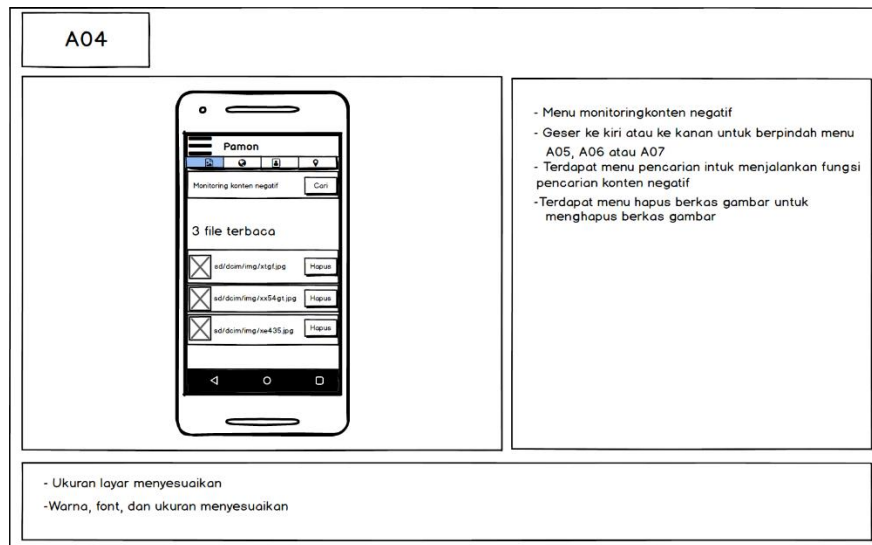 A04
Pamon
Monitoring konten negatif
Cari
3 file terbaca
sd/dcim/img/xtgf.jpg
Hapus
sd/dcim/img/xx54gt.jpg
Hapus
sd/dcim/img/xe435.jpg
Hapus
- Menu monitoringkonten negatif
- Geser ke kiri atau ke kanan untuk berpindah menu
A05, A06 atau A07
- Terdapat menu pencarian intuk menjalankan fungsi
pencarian konten negatif
-Terdapat menu hapus berkas gambar untuk
menghapus berkas gambar
- Ukuran layar menyesuaikan
-Warna, font, dan ukuran menyesuaikan